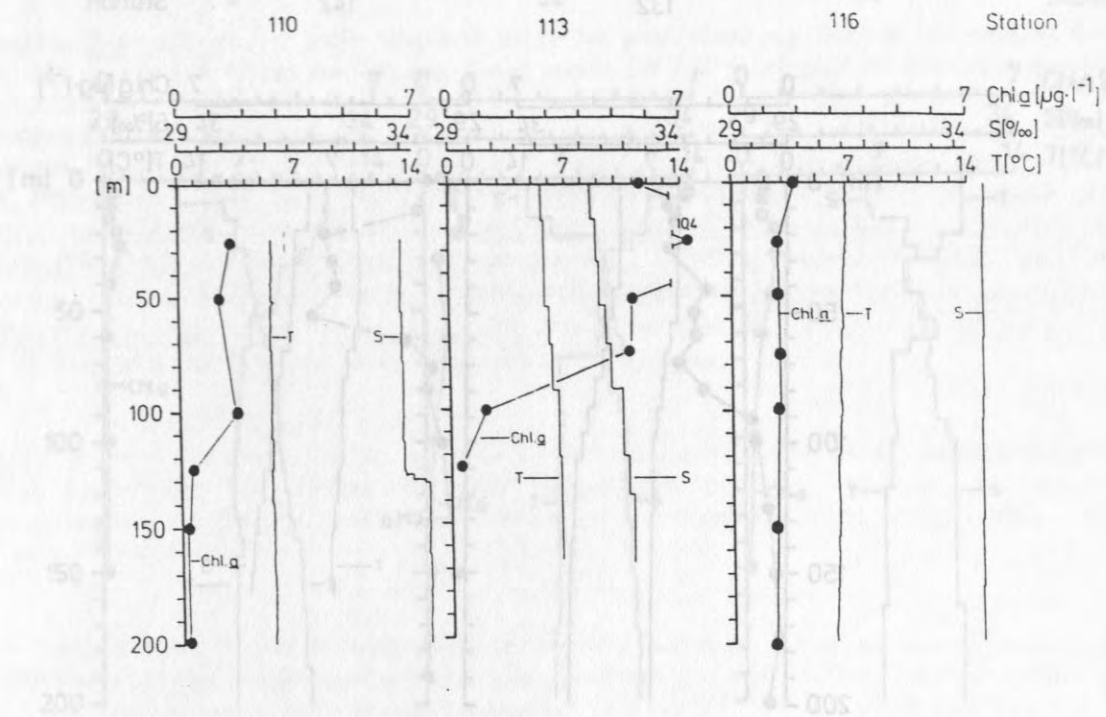 110 113 116 Station
0 7 0 7 0 7 Chl.a [µg·l⁻¹]
29 34 29 34 29 34 S[‰]
0 7 14 0 7 14 0 7 14 T[°C]
[m] 0
10,4
50
T S Chl.a T S
100
Chl.a
T S
150
Chl.a
200